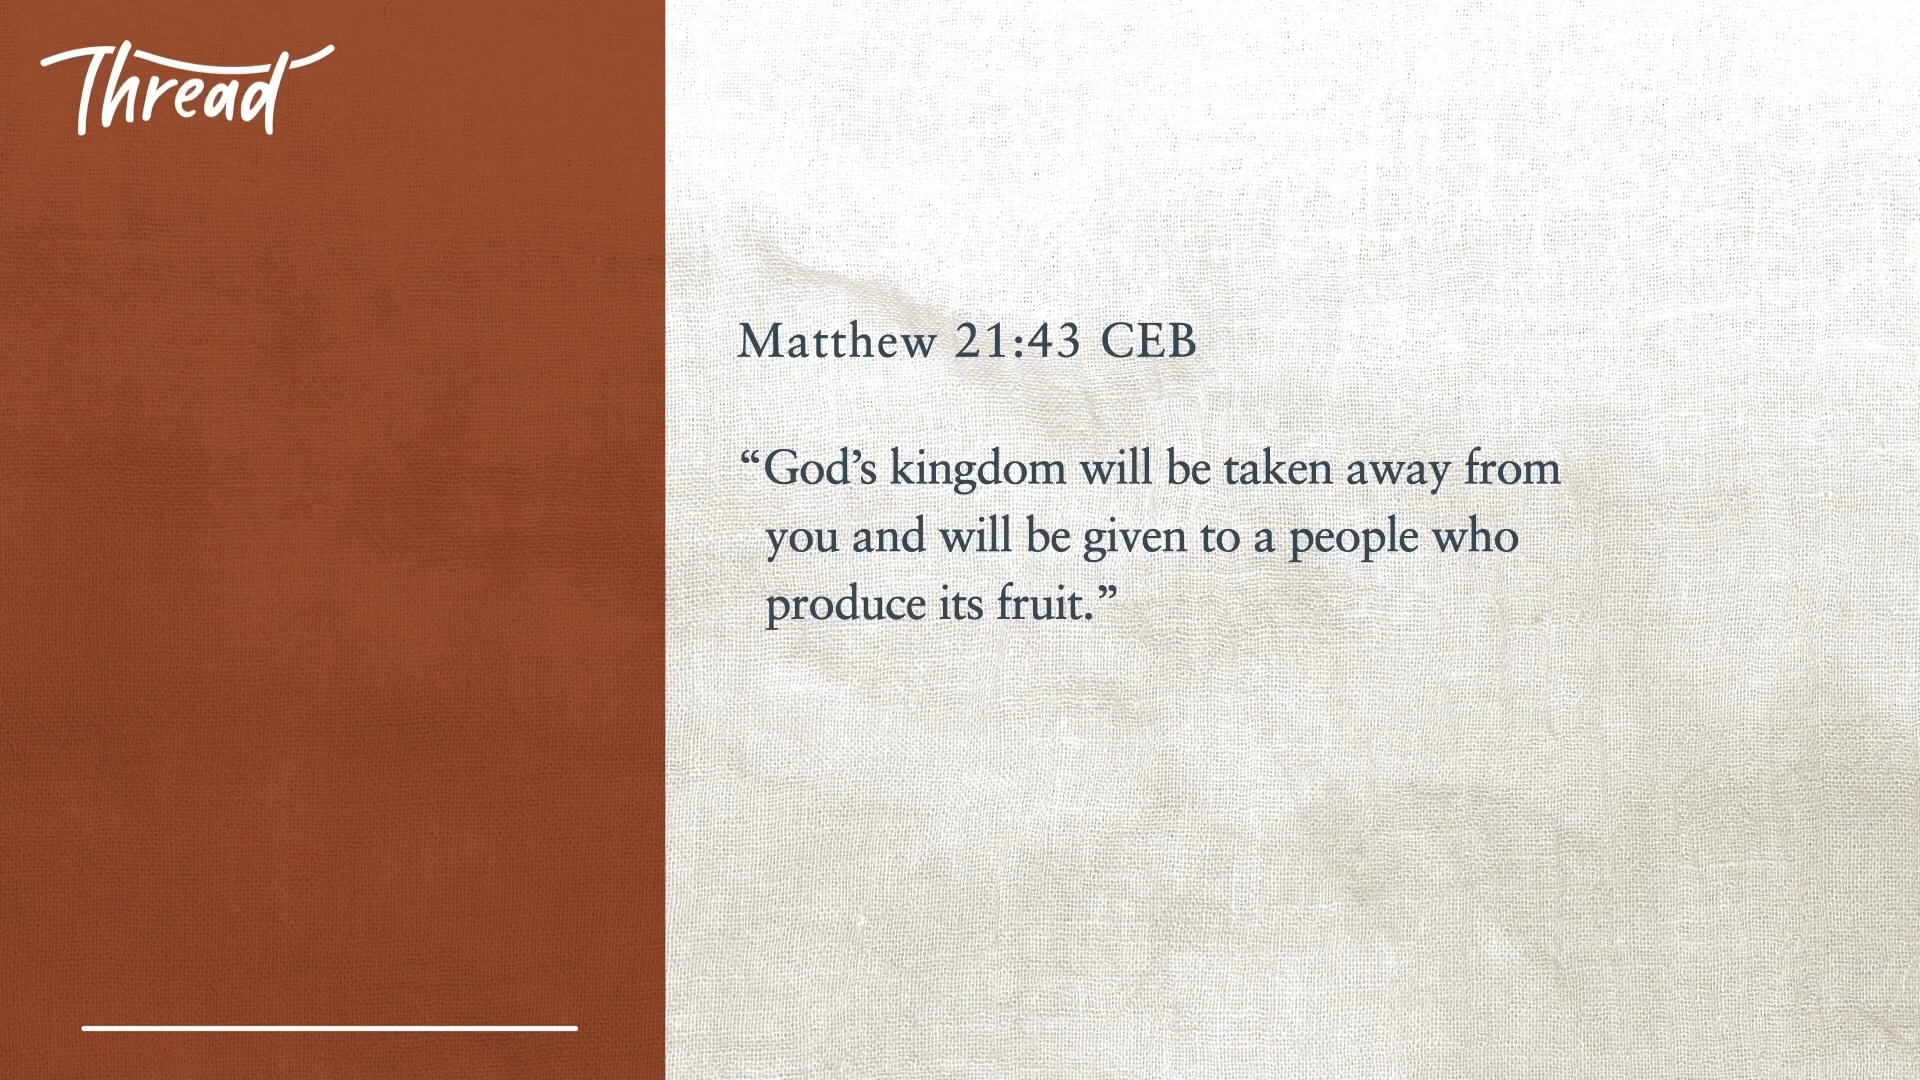 Thread
Matthew 21:43 CEB
“God’s kingdom will be taken away from
you and will be given to a people who
produce its fruit.”